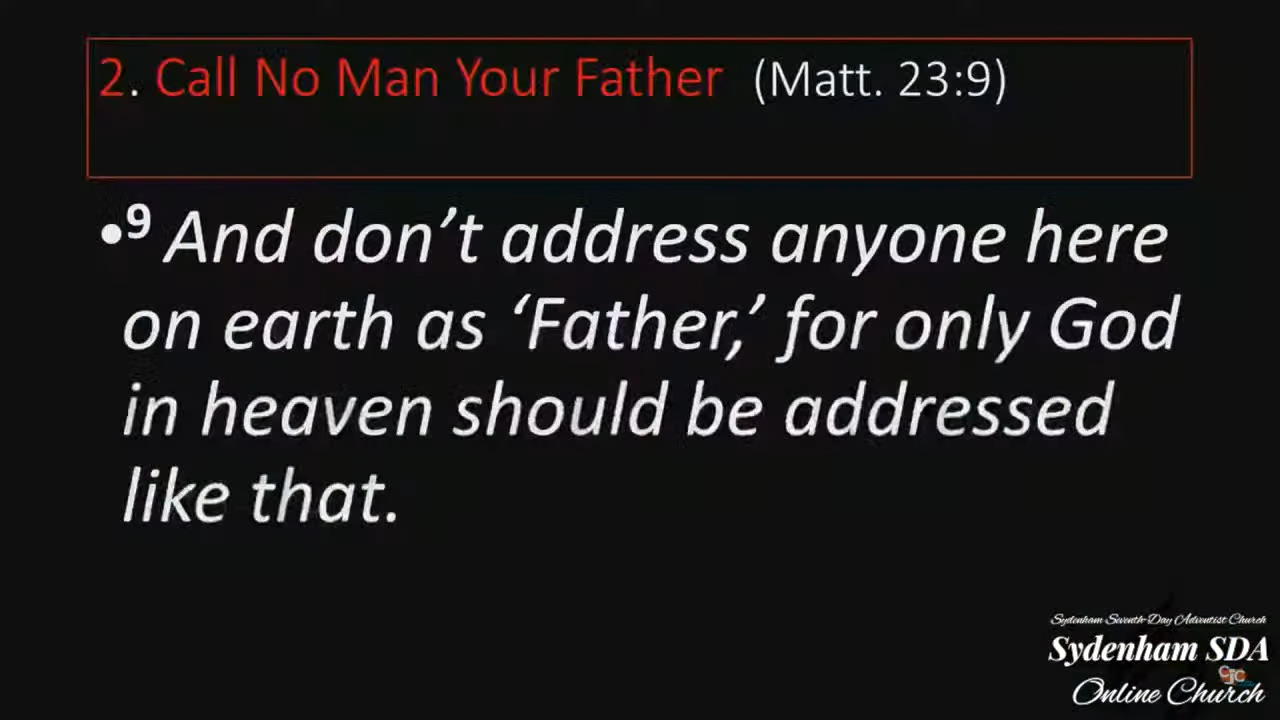 2. Call No Man Your Father (Matt. 23:9)
•9 And don’t address anyone here
on earth as ‘Father,’ for only God
in heaven should be addressed
like that.
Sydenham Seventh-Day Adventist Church
Sydenham SDA
CJC
Online Church